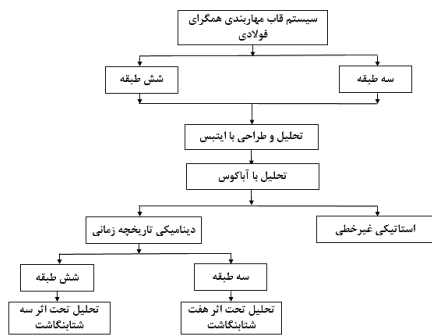 سیستم قاب مهاربندی همگرای
فولادی
سه طبقه
شش طبقه
تحلیل و طراحی با ایتبس
تحلیل با آباکوس
استاتیکی غیرخطی
دینامیکی تاریخچه زمانی
سه طبقه
شش طبقه
تحلیل تحت اثر هفت
شتابنگاشت
تحلیل تحت اثر سه
شتابنگاشت